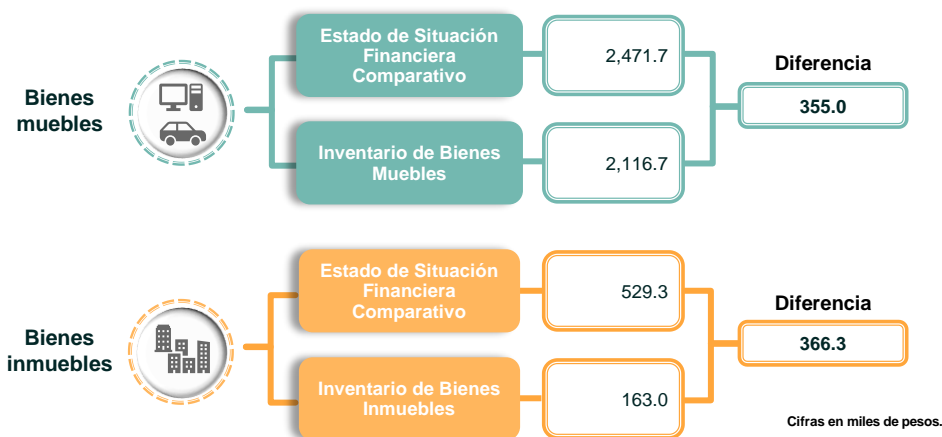 Bienes
muebles
Estado de Situación
Financiera
Comparativo
2,471.7
Inventario de Bienes
Muebles
2,116.7
Diferencia
355.0
Bienes
inmuebles
Estado de Situación
Financiera
Comparativo
529.3
Inventario de Bienes
Inmuebles
163.0
Diferencia
366.3
Cifras en miles de pesos.